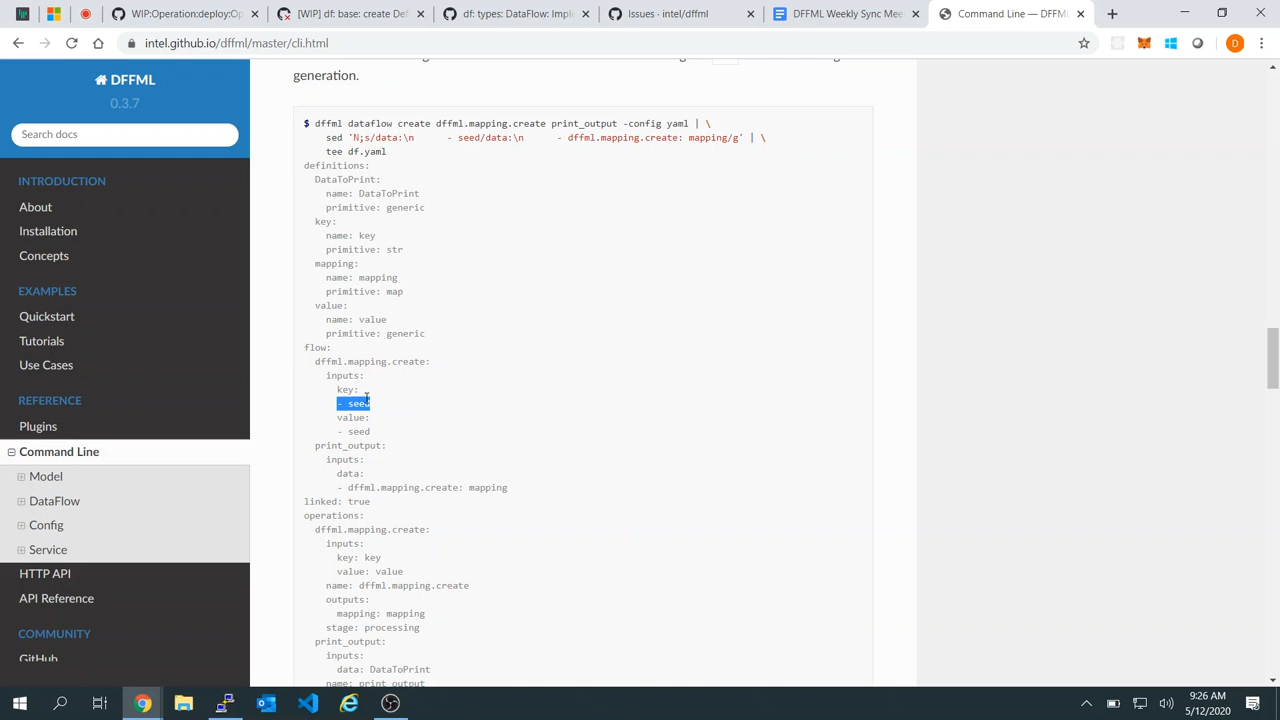 WIP:Operation:deploy:Op
[WIP] df: base: create De
df: ops: DataFlow: Imple
Issues · intel/dffml
DFFML Weekly Sync Mee
Command Line — DFFM
intel.github.io/dffml/master/cli.html
D
DFFML
0.3.7
Search docs
INTRODUCTION
About
Installation
Concepts
EXAMPLES
Quickstart
Tutorials
Use Cases
REFERENCE
Plugins
Command Line
Model
DataFlow
Config
Service
HTTP API
API Reference
COMMUNITY
GitHub
generation.
$ dffml dataflow create dffml.mapping.create print_output -config yaml | \
sed 'N;s/data:\n      - seed/data:\n      - dffml.mapping.create: mapping/g' | \
tee df.yaml
definitions:
DataToPrint:
name: DataToPrint
primitive: generic
key:
name: key
primitive: str
mapping:
name: mapping
primitive: map
value:
name: value
primitive: generic
flow:
dffml.mapping.create:
inputs:
key:
- seed
value:
- seed
print_output:
inputs:
data:
- dffml.mapping.create: mapping
linked: true
operations:
dffml.mapping.create:
inputs:
key: key
value: value
name: dffml.mapping.create
outputs:
mapping: mapping
stage: processing
print_output:
inputs:
data: DataToPrint
name: print_output
9:26 AM
5/12/2020